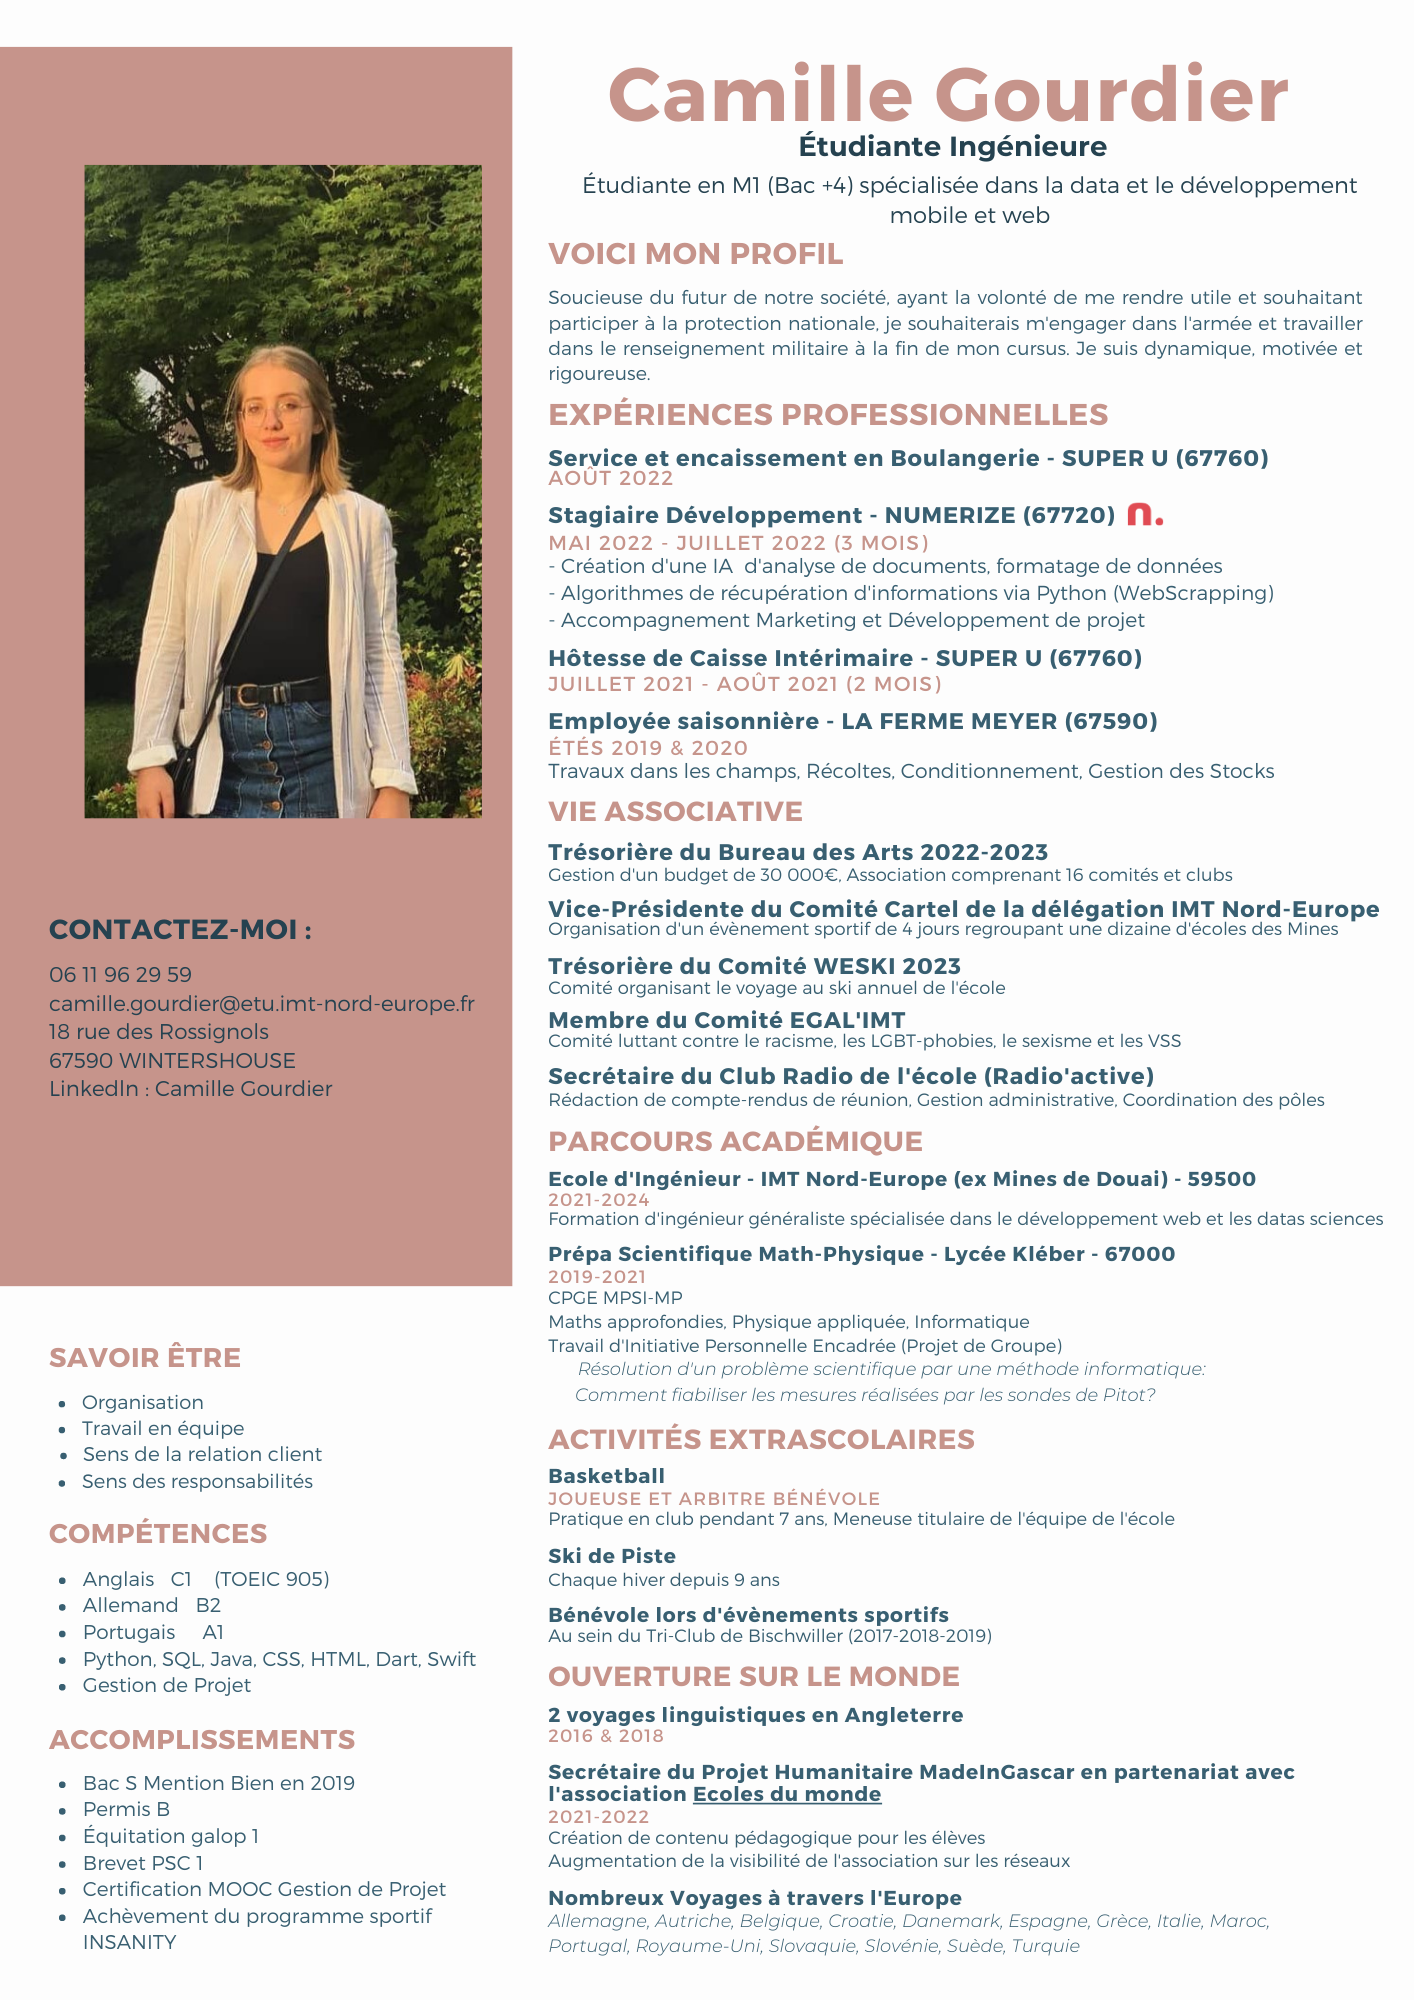 Camille Gourdier
Étudiante Ingénieure
Étudiante en M1 (Bac +4) spécialisée dans la data et le développement
mobile et web
VOICI MON PROFIL
Soucieuse du futur de notre société, ayant la volonté de me rendre utile et souhaitant
participer à la protection nationale, je souhaiterais m'engager dans l'armée et travailler
dans le renseignement militaire à la fin de mon cursus. Je suis dynamique, motivée et
rigoureuse.
EXPÉRIENCES PROFESSIONNELLES
Service et encaissement en Boulangerie - SUPER U (67760)
AOÛT 2022
Stagiaire Développement - NUMERIZE (67720) n.
MAI 2022 - JUILLET 2022 (3 MOIS)
- Création d'une IA d'analyse de documents, formatage de données
- Algorithmes de récupération d'informations via Python (WebScrapping)
- Accompagnement Marketing et Développement de projet
Hôtesse de Caisse Intérimaire - SUPER U (67760)
JUILLET 2021 - AOÛT 2021 (2 MOIS)
Employée saisonnière - LA FERME MEYER (67590)
ÉTÉS 2019 & 2020
Travaux dans les champs, Récoltes, Conditionnement, Gestion des Stocks
VIE ASSOCIATIVE
Trésorière du Bureau des Arts 2022-2023
Gestion d'un budget de 30 000€, Association comprenant 16 comités et clubs
Vice-Présidente du Comité Cartel de la délégation IMT Nord-Europe
Organisation d'un évènement sportif de 4 jours regroupant une dizaine d'écoles des Mines
Trésorière du Comité WESKI 2023
Comité organisant le voyage au ski annuel de l'école
Membre du Comité EGAL'IMT
Comité luttant contre le racisme, les LGBT-phobies, le sexisme et les VSS
Secrétaire du Club Radio de l'école (Radio'active)
Rédaction de compte-rendus de réunion, Gestion administrative, Coordination des pôles
PARCOURS ACADÉMIQUE
Ecole d'Ingénieur - IMT Nord-Europe (ex Mines de Douai) - 59500
2021-2024
Formation d'ingénieur généraliste spécialisée dans le développement web et les datas sciences
Prépa Scientifique Math-Physique - Lycée Kléber - 67000
2019-2021
CPGE MPSI-MP
Maths approfondies, Physique appliquée, Informatique
Travail d'Initiative Personnelle Encadrée (Projet de Groupe)
Résolution d'un problème scientifique par une méthode informatique:
Comment fiabiliser les mesures réalisées par les sondes de Pitot?
ACTIVITÉS EXTRASCOLAIRES
Basketball
JOUEUSE ET ARBITRE BÉNÉVOLE
Pratique en club pendant 7 ans, Meneuse titulaire de l'équipe de l'école
Ski de Piste
Chaque hiver depuis 9 ans
Bénévole lors d'évènements sportifs
Au sein du Tri-Club de Bischwiller (2017-2018-2019)
OUVERTURE SUR LE MONDE
2 voyages linguistiques en Angleterre
2016 & 2018
Secrétaire du Projet Humanitaire MadeInGascar en partenariat avec
l'association Ecoles du monde
2021-2022
Création de contenu pédagogique pour les élèves
Augmentation de la visibilité de l'association sur les réseaux
Nombreux Voyages à travers l'Europe
Allemagne, Autriche, Belgique, Croatie, Danemark, Espagne, Grèce, Italie, Maroc,
Portugal, Royaume-Uni, Slovaquie, Slovénie, Suède, Turquie
CONTACTEZ-MOI :
06 11 96 29 59
camille.gourdier@etu.imt-nord-europe.fr
18 rue des Rossignols
67590 WINTERSHOUSE
LinkedIn : Camille Gourdier
SAVOIR ÊTRE
• Organisation
• Travail en équipe
• Sens de la relation client
• Sens des responsabilités
COMPÉTENCES
• Anglais C1 (TOEIC 905)
• Allemand B2
• Portugais A1
• Python, SQL, Java, CSS, HTML, Dart, Swift
• Gestion de Projet
ACCOMPLISSEMENTS
• Bac S Mention Bien en 2019
• Permis B
• Équitation galop 1
• Brevet PSC 1
• Certification MOOC Gestion de Projet
• Achèvement du programme sportif
INSANITY